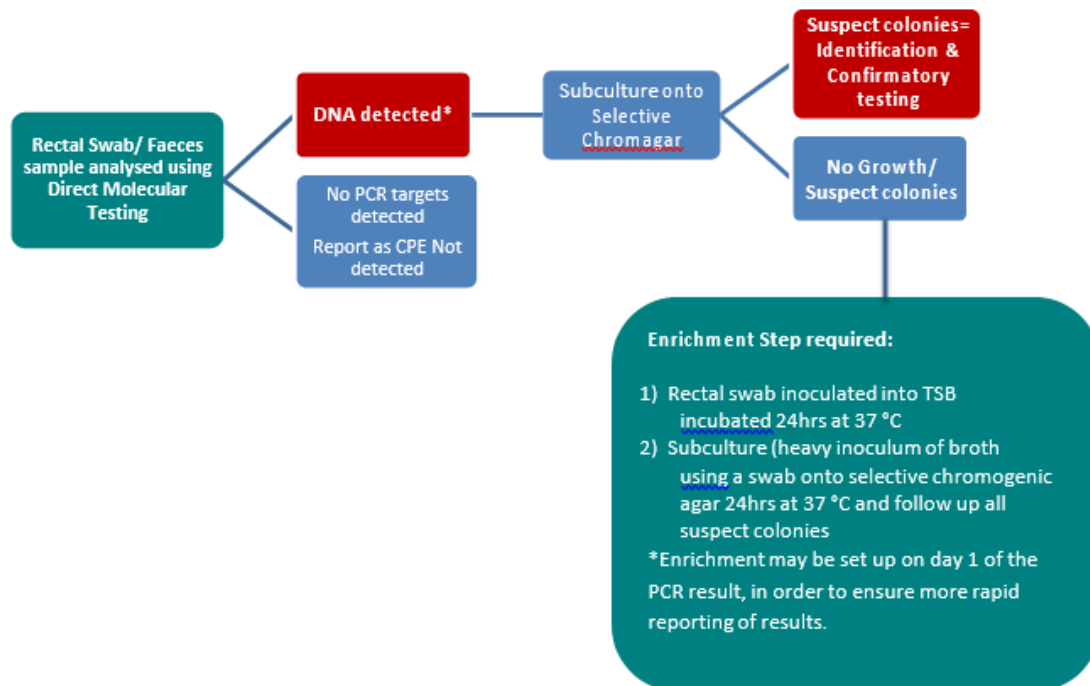 Rectal Swab/ Faeces
sample analysed using
Direct Molecular
Testing
DNA detected*
No PCR targets
detected
Report as CPE Not
detected
Subculture onto
Selective
Chromagar
Suspect colonies=
Identification &
Confirmatory
testing
No Growth/
Suspect colonies
Enrichment Step required:
1) Rectal swab inoculated into TSB
incubated 24hrs at 37 °C
2) Subculture (heavy inoculum of broth
using a swab onto selective chromogenic
agar 24hrs at 37 °C and follow up all
suspect colonies
*Enrichment may be set up on day 1 of the
PCR result, in order to ensure more rapid
reporting of results.